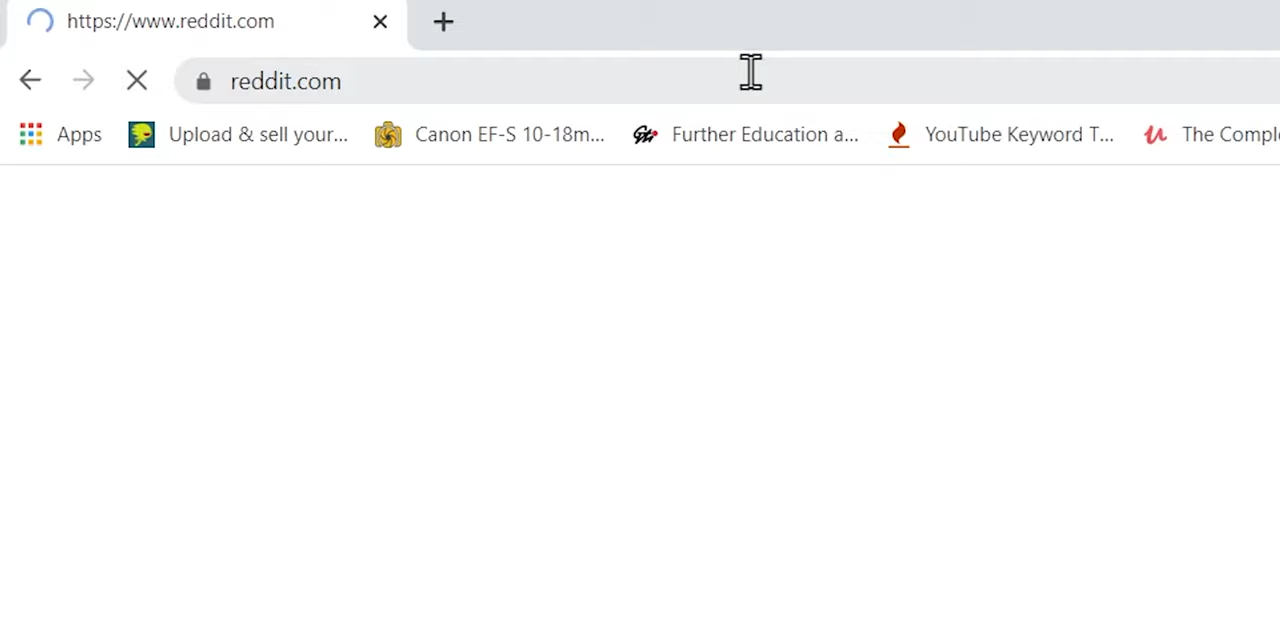 https://www.reddit.com
reddit.com
Apps Upload & sell your... Canon EF-S 10-18m... Further Education a... YouTube Keyword T... The Comple